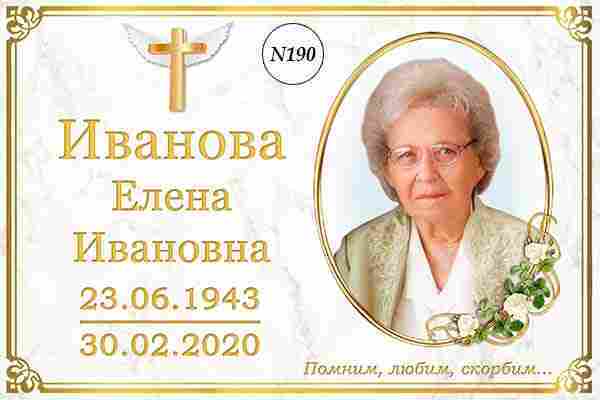 N190
Иванова
Елена
Ивановна
23.06.1943
30.02.2020
Помним, любим, скорбим...